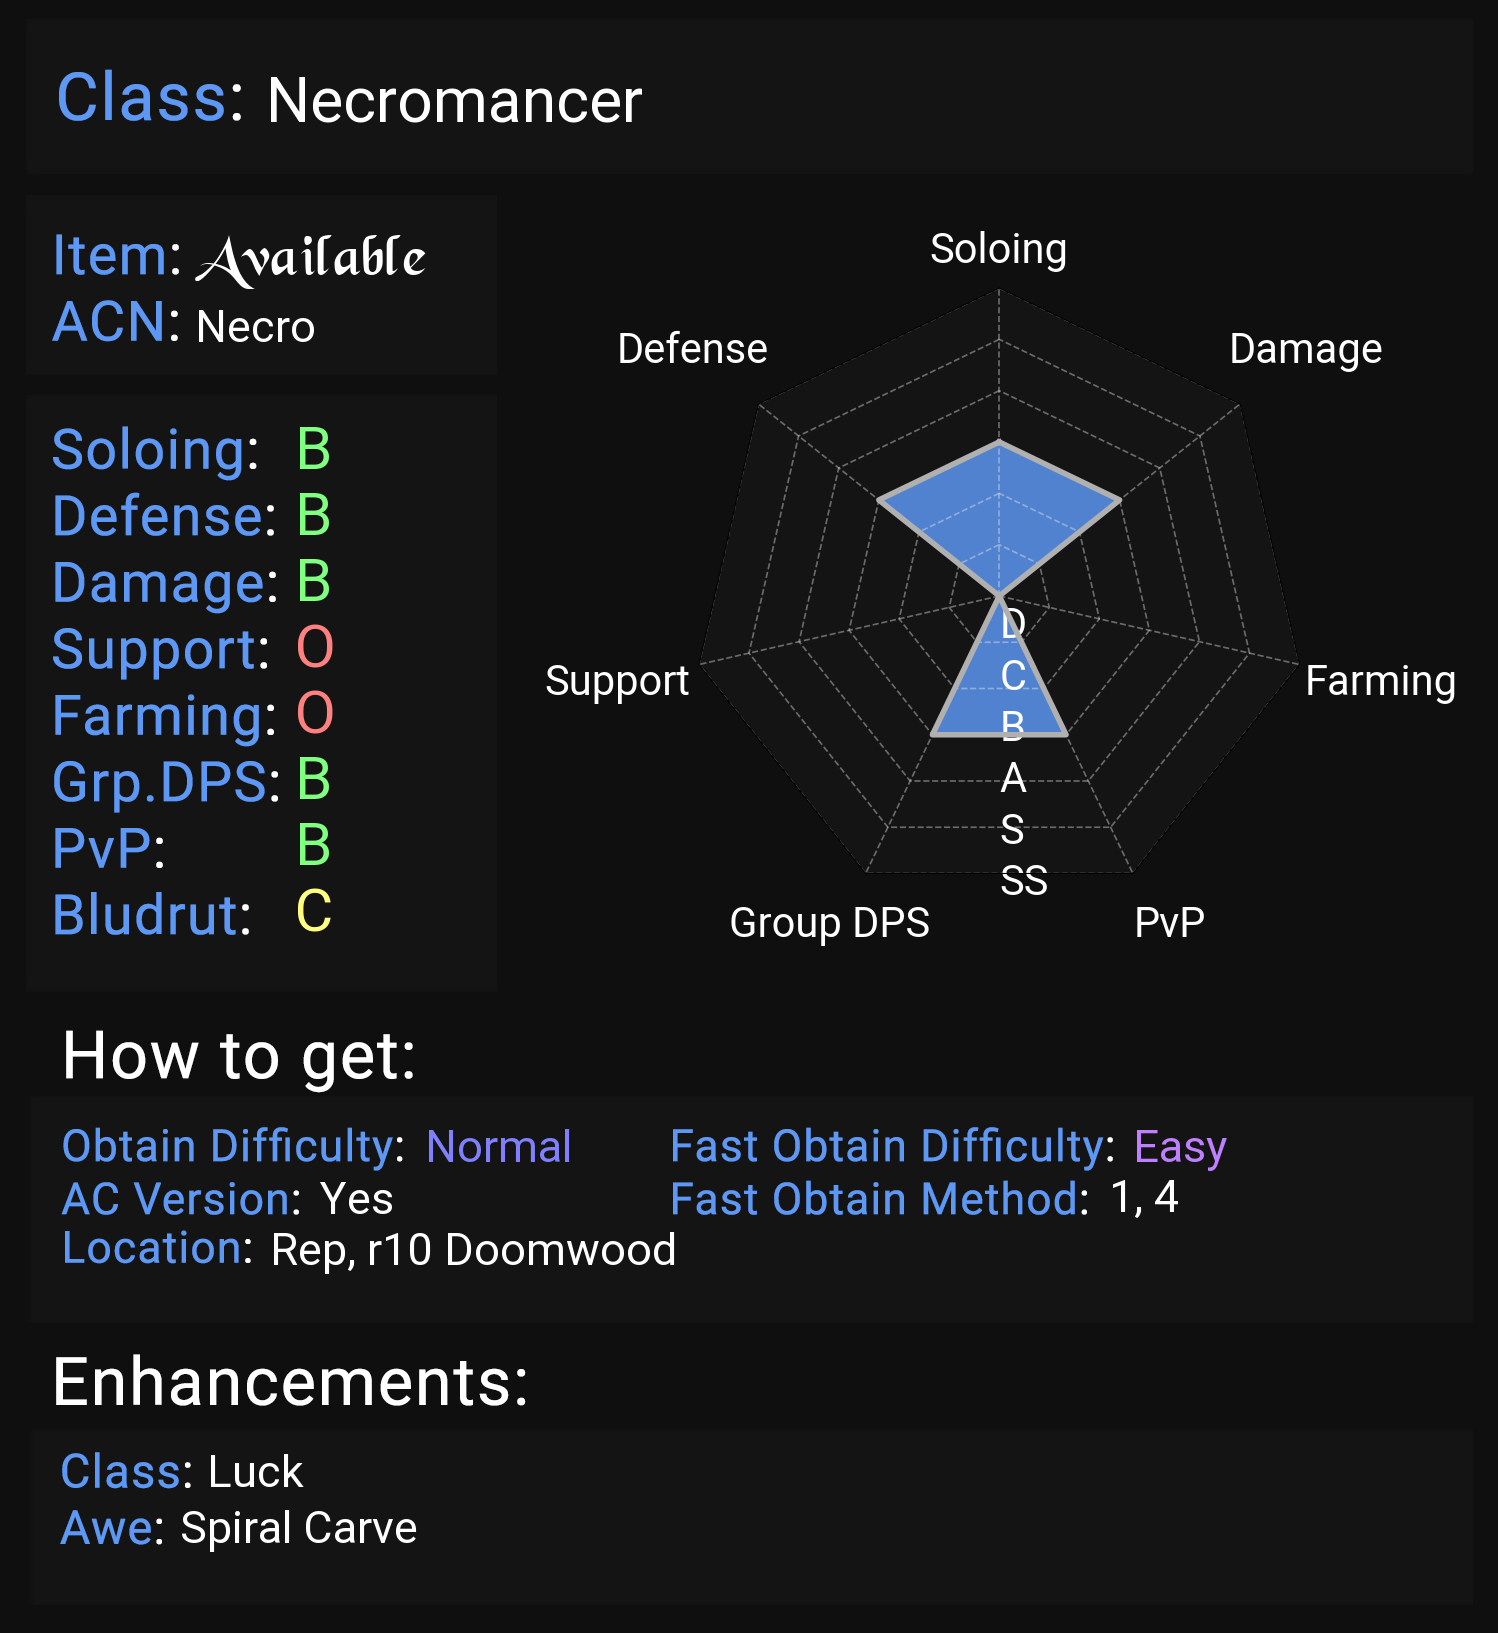 Class: Necromancer
Item: Available
ACN: Necro
Soloing: B
Defense: B
Damage: B
Support: O
Farming: O
Grp.DPS: B
PvP: B
Bludrut: C
Soloing
Defense
Damage
Support
Farming
Group DPS
PvP
D
C
B
A
S
SS
How to get:
Obtain Difficulty: Normal
Fast Obtain Difficulty: Easy
AC Version: Yes
Fast Obtain Method: 1, 4
Location: Rep, r10 Doomwood
Enhancements:
Class: Luck
Awe: Spiral Carve